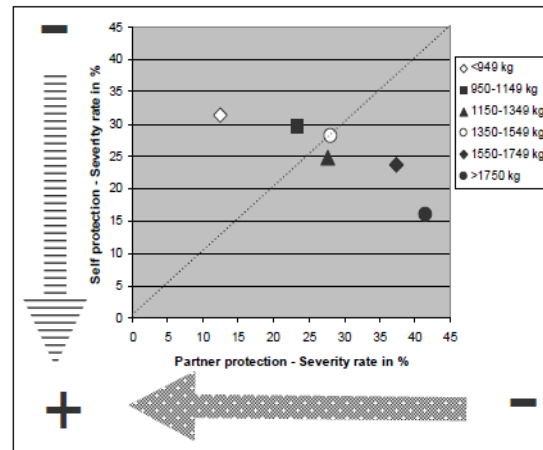 −
45
40
35
30
25
20
15
10
5
0
Self protection - Severity rate in %
0 5 10 15 20 25 30 35 40 45
Partner protection - Severity rate in %
<949 kg
950-1149 kg
1150-1349 kg
1350-1549 kg
1550-1749 kg
>1750 kg
+ −